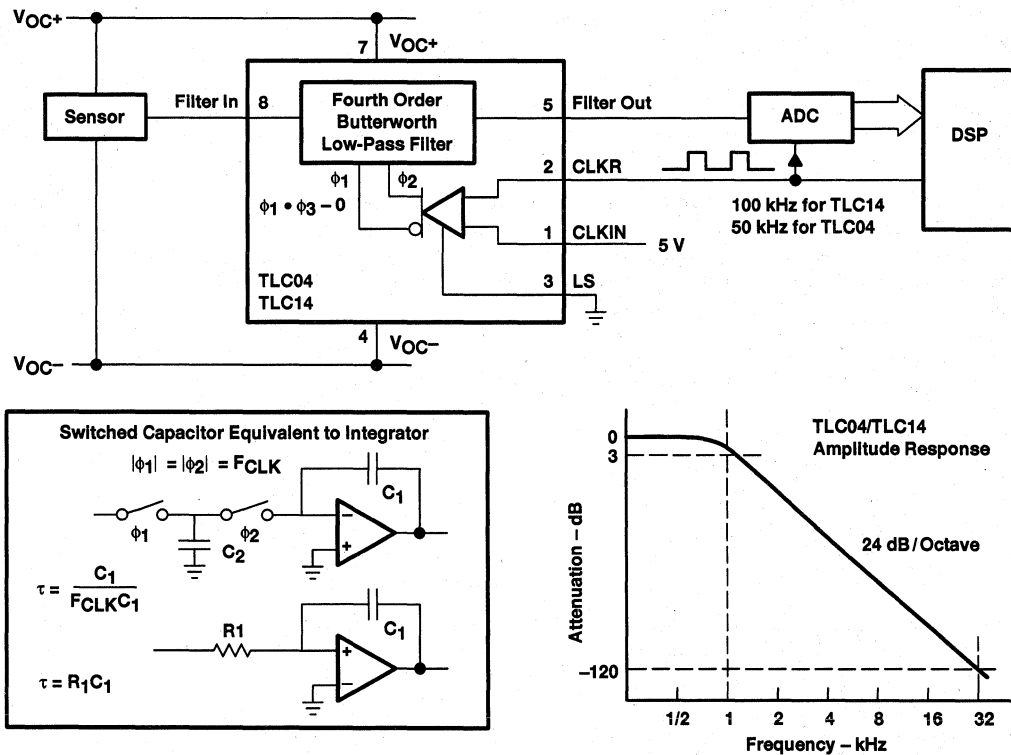 VOC+
7
VOC+
Sensor
Filter In
8
Fourth Order
Butterworth
Low-Pass Filter
5
Filter Out
ADC
DSP
ϕ1
ϕ2
2
CLKR
ϕ1 • ϕ3 – 0
100 kHz for TLC14
50 kHz for TLC04
1
CLKIN
5 V
TLC04
TLC14
3
LS
4
VOC–
VOC–
Switched Capacitor Equivalent to Integrator
|ϕ1| = |ϕ2| = FCLK
C1
ϕ1
ϕ2
C2
–
+
τ = C1
FCLKC1
R1
C1
+
–
τ = R1C1
TLC04/TLC14
Amplitude Response
0
3
24 dB/Octave
–120
Attenuation – dB
1/2 1 2 4 8 16 32
Frequency – kHz